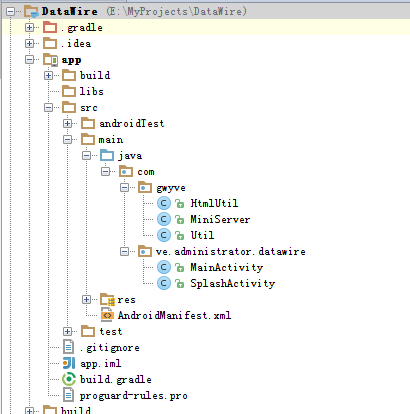 DataWire (E:\MyProjects\DataWire)
.gradle
.idea
app
build
libs
src
androidTest
main
java
com
gwyve
HtmlUtil
MiniServer
Util
ve.administrator.datawire
MainActivity
SplashActivity
res
AndroidManifest.xml
test
.gitignore
app.iml
build.gradle
proguard-rules.pro
build